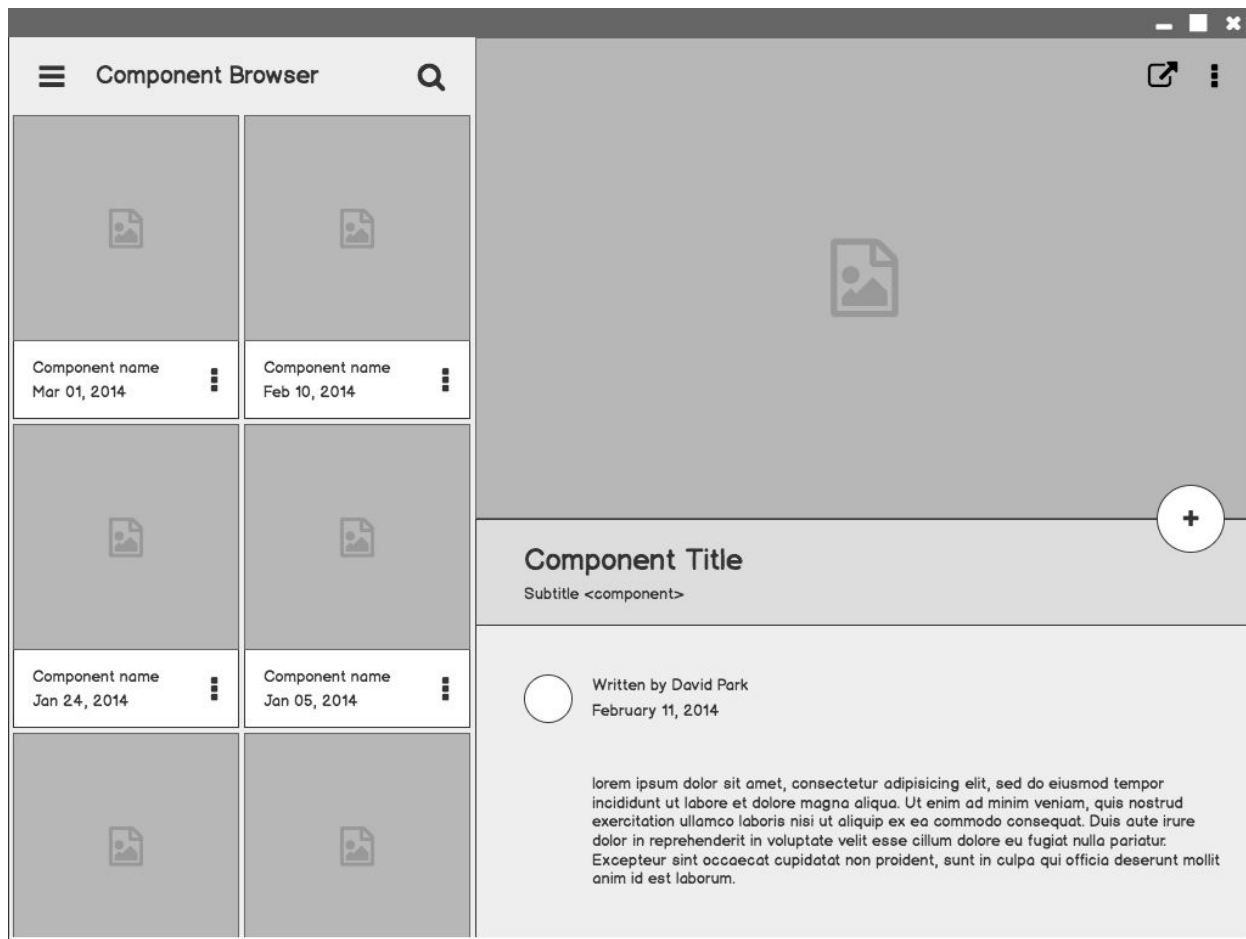 Component Browser
Component name
Mar 01, 2014
Component name
Feb 10, 2014
Component name
Jan 24, 2014
Component name
Jan 05, 2014
Component Title
Subtitle <component>
Written by David Park
February 11, 2014
lorem ipsum dolor sit amet, consectetur adipisicing elit, sed do eiusmod tempor
incididunt ut labore et dolore magna aliqua. Ut enim ad minim veniam, quis nostrud
exercitation ullamco laboris nisi ut aliquip ex ea commodo consequat. Duis aute irure
dolor in reprehenderit in voluptate velit esse cillum dolore eu fugiat nulla pariatur.
Excepteur sint occaecat cupidatat non proident, sunt in culpa qui officia deserunt mollit
anim id est laborum.